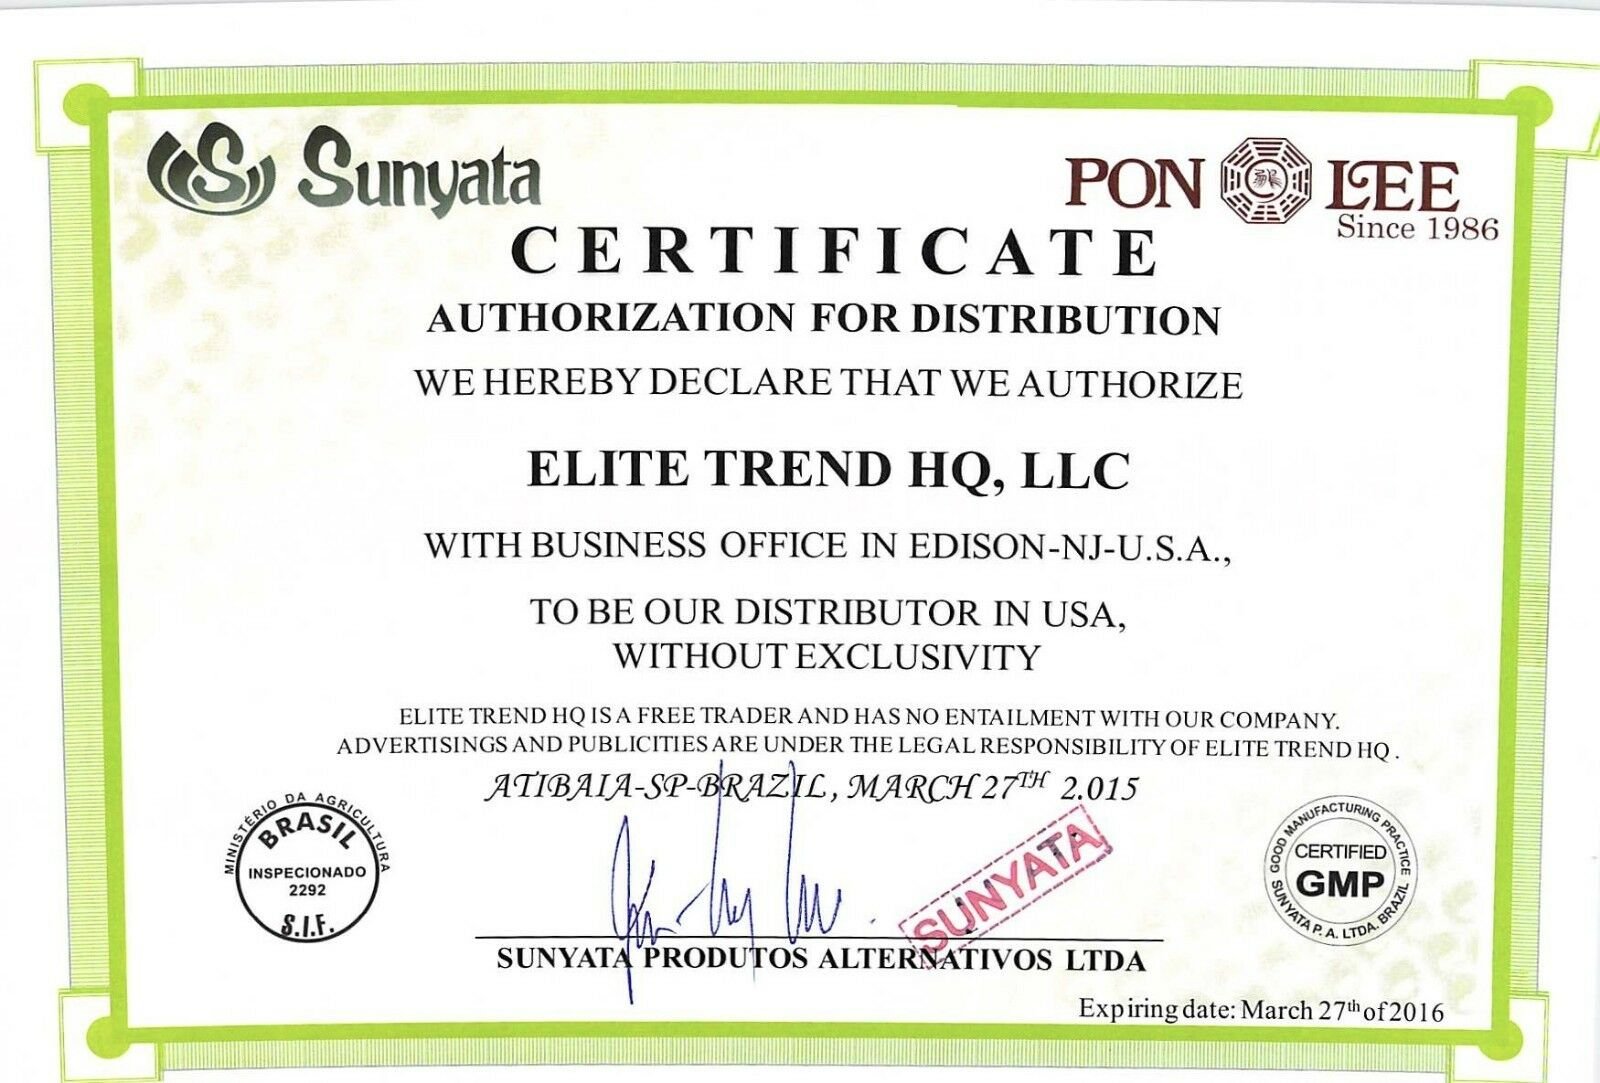 Sunyata
PON LEE
Since 1986
CERTIFICATE
AUTHORIZATION FOR DISTRIBUTION
WE HEREBY DECLARE THAT WE AUTHORIZE
ELITE TREND HQ, LLC
WITH BUSINESS OFFICE IN EDISON-NJ-U.S.A.,
TO BE OUR DISTRIBUTOR IN USA,
WITHOUT EXCLUSIVITY
ELITE TREND HQ IS A FREE TRADER AND HAS NO ENTAILMENT WITH OUR COMPANY.
ADVERTISINGS AND PUBLICITIES ARE UNDER THE LEGAL RESPONSIBILITY OF ELITE TREND HQ .
ATIBAIA-SP-BRAZIL, MARCH 27TH 2.015
MINISTÉRIO DA AGRICULTURA
BRASIL
INSPECIONADO
2292
S.I.F.
SUNYATA
GOOD MANUFACTURING PRACTICE
CERTIFIED
GMP
SUNYATA P. A. LTDA. BRAZIL
SUNYATA PRODUTOS ALTERNATIVOS LTDA
Expiring date: March 27th of 2016